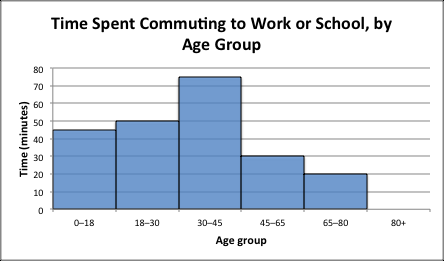 Time Spent Commuting to Work or School, by
Age Group
80
70
60
50
40
30
20
10
0
Time (minutes)
0–18 18–30 30–45 45–65 65–80 80+
Age group